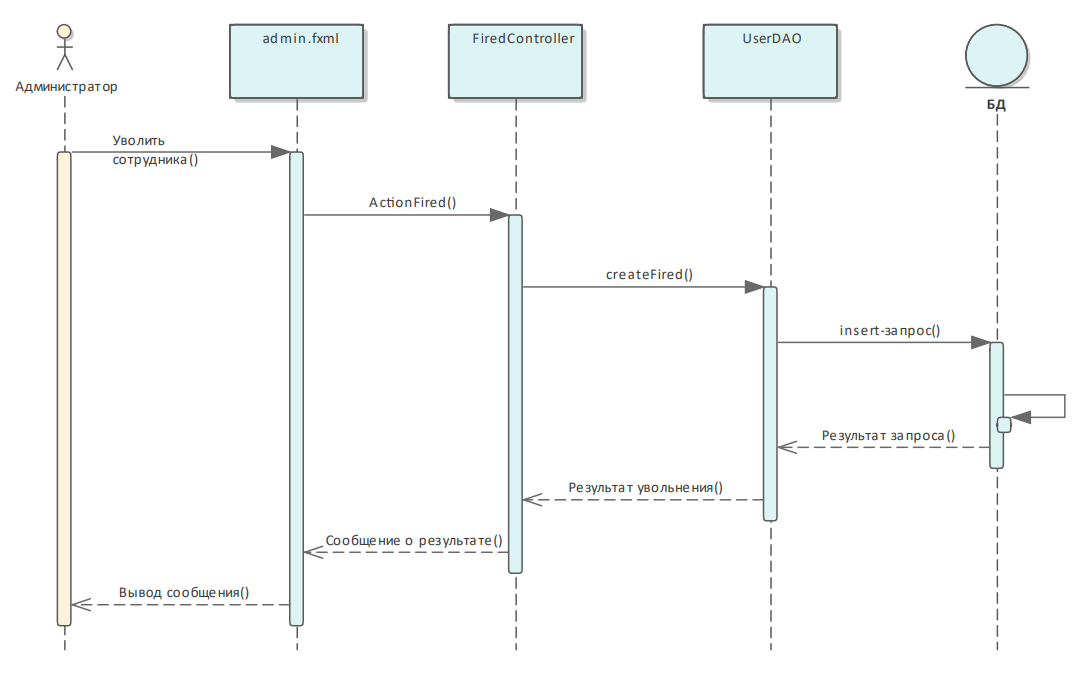 admin.fxml
FiredController
UserDAO
Администратор
БД
Уволить
сотрудника()
ActionFired()
createFired()
insert-запрос()
Результат запроса()
Результат увольнения()
Сообщение о результате()
Вывод сообщения()